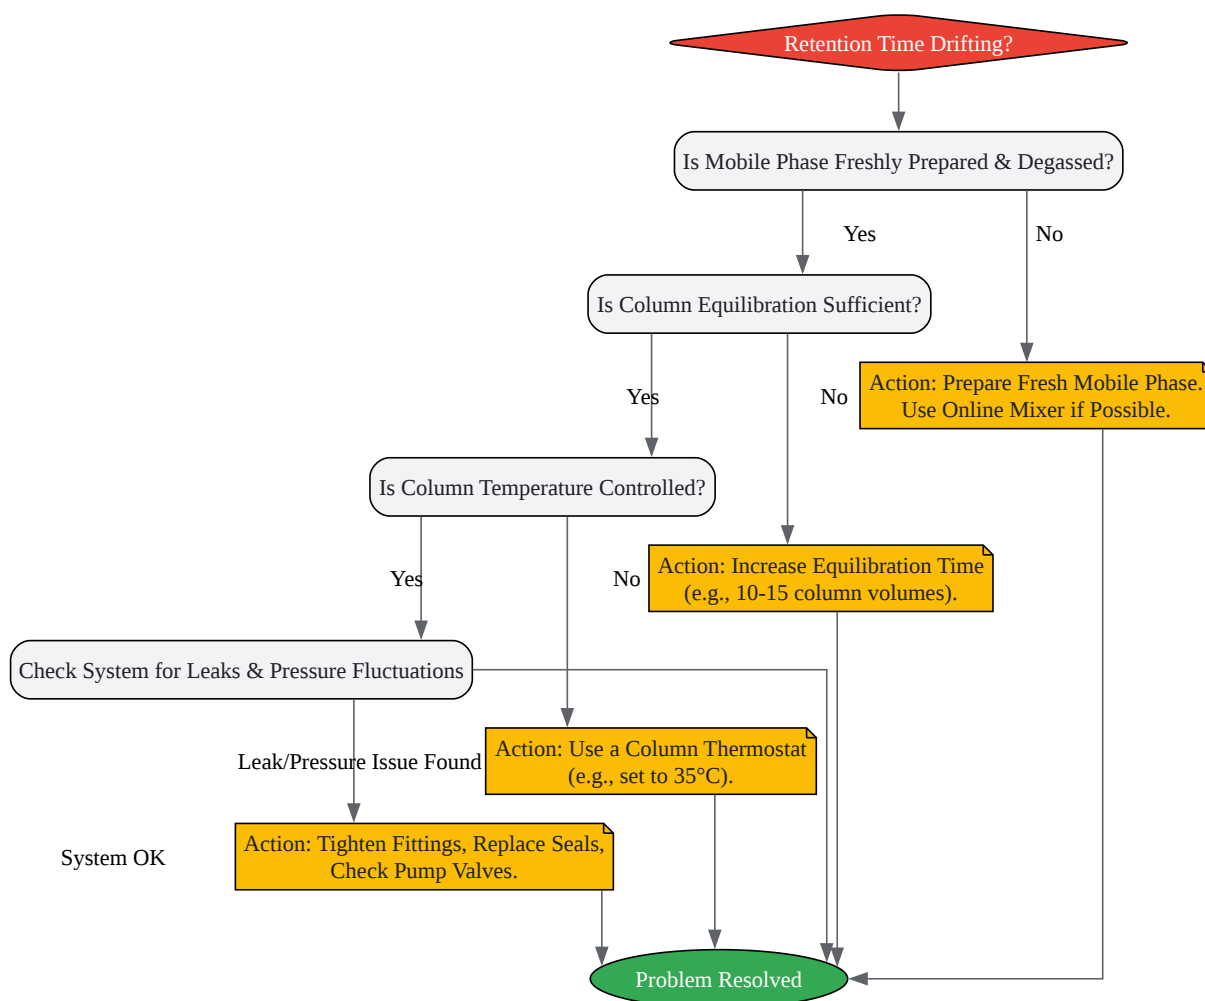 Retention Time Drifting?
Is Mobile Phase Freshly Prepared & Degassed?
Yes
No
Is Column Equilibration Sufficient?
Action: Prepare Fresh Mobile Phase.
Use Online Mixer if Possible.
Yes
No
Is Column Temperature Controlled?
Action: Increase Equilibration Time
(e.g., 10-15 column volumes).
Yes
No
Check System for Leaks & Pressure Fluctuations
Action: Use a Column Thermostat
(e.g., set to 35°C).
Leak/Pressure Issue Found
Action: Tighten Fittings, Replace Seals,
Check Pump Valves.
System OK
Problem Resolved